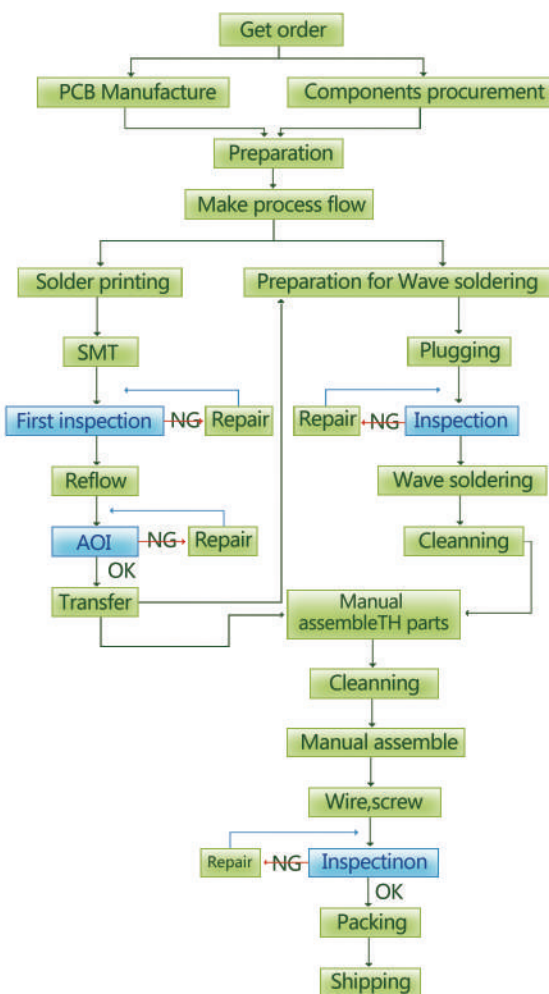 Get order
PCB Manufacture
Components procurement
Preparation
Make process flow
Solder printing
Preparation for Wave soldering
SMT
Plugging
First inspection
NG
Repair
Repair
NG
Inspection
Reflow
Wave soldering
AOI
NG
Repair
Cleanning
OK
Transfer
Manual
assembleTH parts
Cleanning
Manual assemble
Wire,screw
Repair
NG
Inspectinon
OK
Packing
Shipping